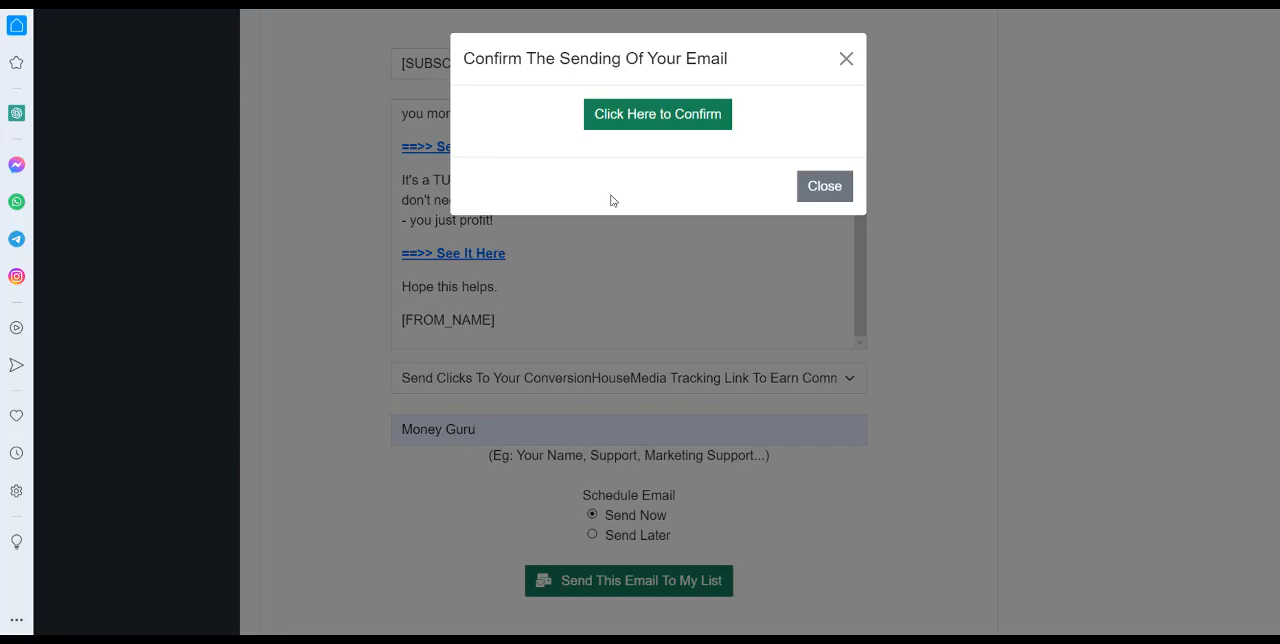 Confirm The Sending Of Your Email
Click Here to Confirm
Close
[SUBSC
you mor
==>> Se
It's a TU
don't nee
- you just profit!
==>> See It Here
Hope this helps.
[FROM_NAME]
Send Clicks To Your ConversionHouseMedia Tracking Link To Earn Comn
Money Guru
(Eg: Your Name, Support, Marketing Support...)
Schedule Email
Send Now
Send Later
Send This Email To My List